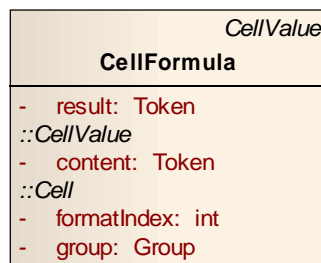 CellValue
CellFormula
- result: Token
::CellValue
- content: Token
::Cell
- formatIndex: int
- group: Group